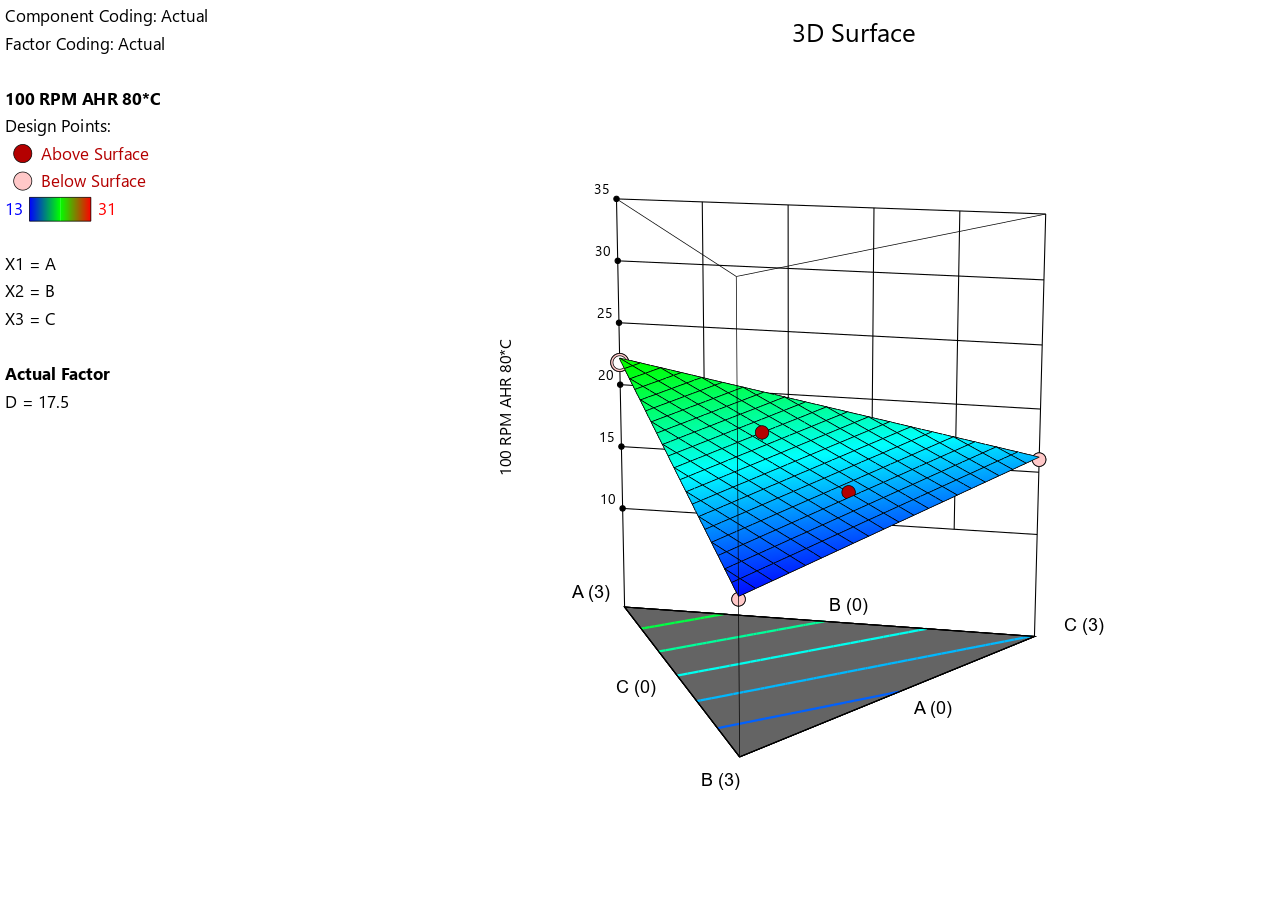 Component Coding: Actual
Factor Coding: Actual
100 RPM AHR 80*C
Design Points:
Above Surface
Below Surface
13 31
X1 = A
X2 = B
X3 = C
Actual Factor
D = 17.5
3D Surface
35
30
25
20
15
10
100 RPM AHR 80*C
A (3)
B (0)
C (3)
C (0)
A (0)
B (3)